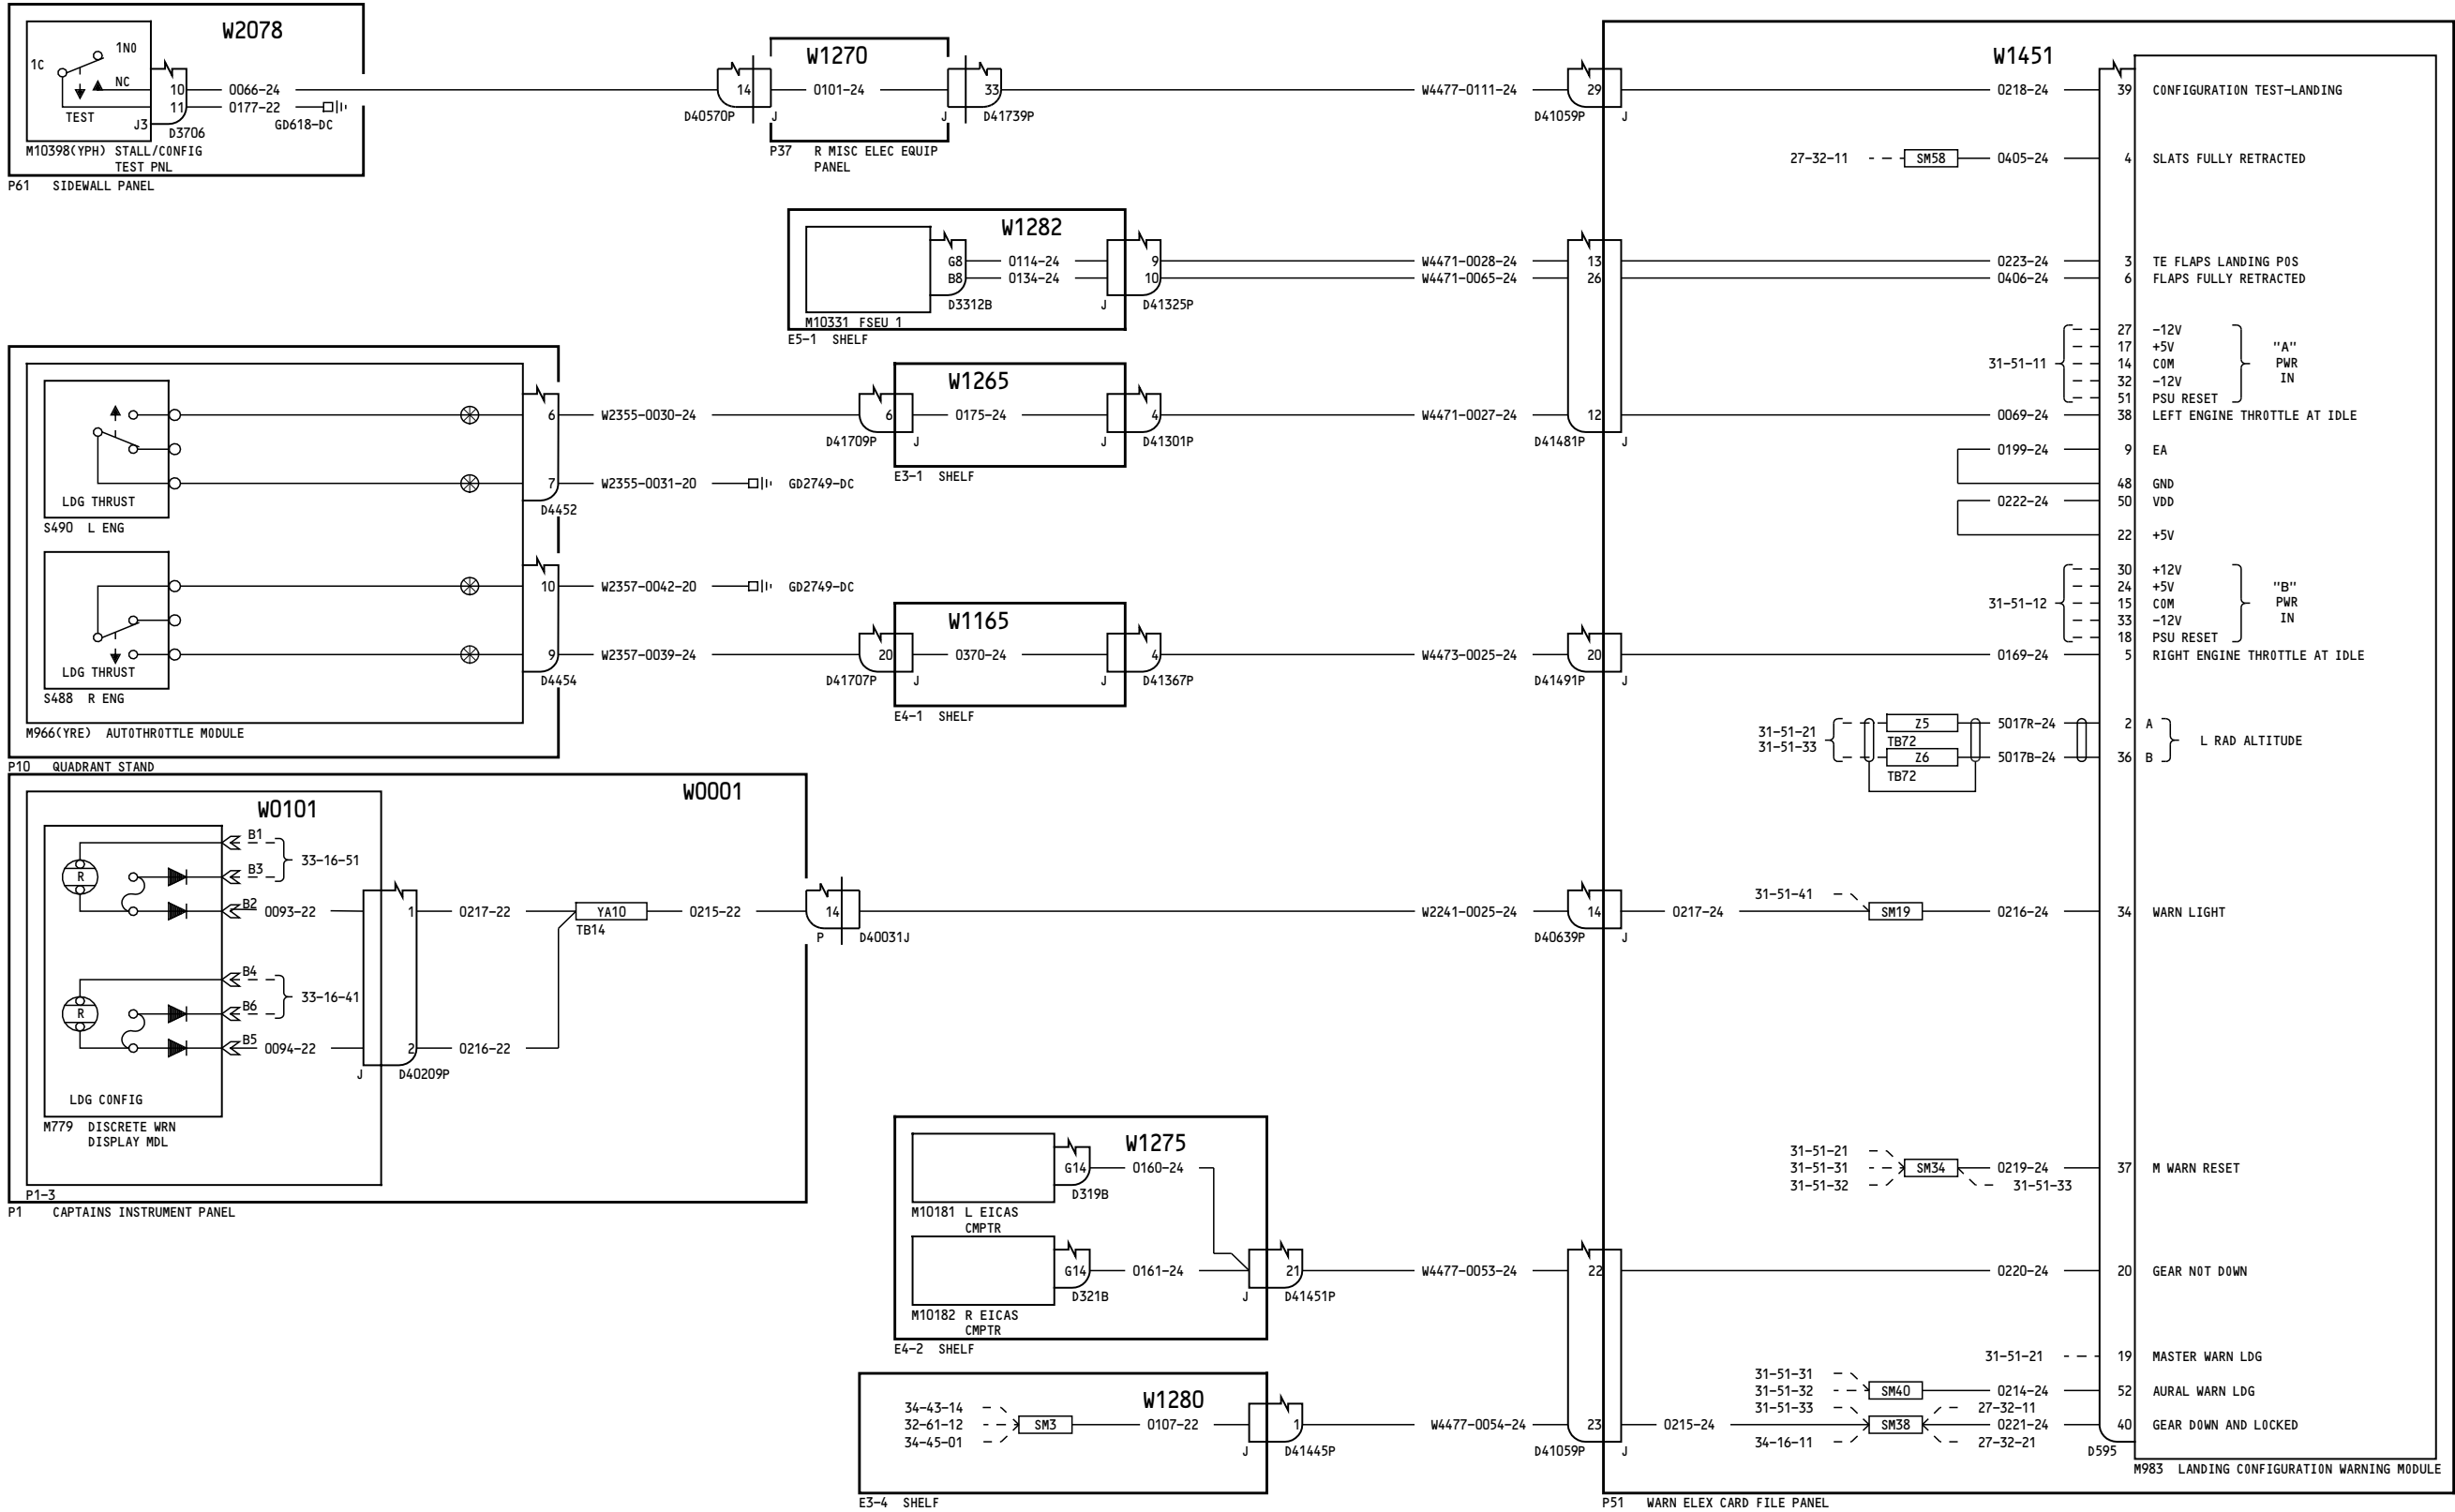 W2078
1N0
1C
NC
TEST
10 0066-24
11 0177-22
GD618-DC
J3
D3706
M10398(YPH) STALL/CONFIG
TEST PNL
P61 SIDEWALL PANEL
W1270
14 0101-24 33
D40570P J J D41739P
P37 R MISC ELEC EQUIP
PANEL
W4477-0111-24 29
D41059P J
W1451
0218-24 39 CONFIGURATION TEST-LANDING
27-32-11 SM58 0405-24 4 SLATS FULLY RETRACTED
W1282
G8 0114-24 9
B8 0134-24 10
D3312B J D41325P
M10331 FSEU 1
E5-1 SHELF
W4471-0028-24 13
W4471-0065-24 26
0223-24 3 TE FLAPS LANDING POS
0406-24 6 FLAPS FULLY RETRACTED
31-51-11
27 -12V
17 +5V
14 COM
32 -12V
51 PSU RESET
"A"
PWR
IN
LDG THRUST
S490 L ENG
6 W2355-0030-24
7 W2355-0031-20 GD2749-DC
D4452
W1265
6 0175-24 4
D41709P J J D41301P
E3-1 SHELF
W4471-0027-24 12
D41481P J
0069-24 38 LEFT ENGINE THROTTLE AT IDLE
0199-24 9 EA
48 GND
0222-24 50 VDD
22 +5V
LDG THRUST
S488 R ENG
10 W2357-0042-20 GD2749-DC
9 W2357-0039-24
D4454
M966(YRE) AUTOTHROTTLE MODULE
P10 QUADRANT STAND
W1165
20 0370-24 4
D41707P J J D41367P
E4-1 SHELF
W4473-0025-24 20
D41491P J
31-51-12
30 +12V
24 +5V
15 COM
33 -12V
18 PSU RESET
"B"
PWR
IN
0169-24 5 RIGHT ENGINE THROTTLE AT IDLE
31-51-21
31-51-33
Z5 5017R-24 2 A
TB72
Z6 5017B-24 36 B
TB72
L RAD ALTITUDE
W0101
W0001
R
B1
B3
33-16-51
B2 0093-22 1 0217-22 YA10 0215-22 14
TB14
P D40031J
R
B4
B6
33-16-41
B5 0094-22 2 0216-22
J D40209P
LDG CONFIG
M779 DISCRETE WRN
DISPLAY MDL
P1-3
P1 CAPTAINS INSTRUMENT PANEL
W2241-0025-24 14
D40639P J
31-51-41
0217-24 SM19 0216-24 34 WARN LIGHT
W1275
G14 0160-24
D319B
M10181 L EICAS
CMPTR
G14 0161-24 21
D321B J D41451P
M10182 R EICAS
CMPTR
E4-2 SHELF
31-51-21
31-51-31
31-51-32
SM34 0219-24 37 M WARN RESET
31-51-33
W4477-0053-24 22
0220-24 20 GEAR NOT DOWN
31-51-21 19 MASTER WARN LDG
W1280
34-43-14
32-61-12
34-45-01
SM3 0107-22 1
J D41445P
E3-4 SHELF
W4477-0054-24 23
D41059P J
31-51-31
31-51-32
31-51-33
SM40 0214-24 52 AURAL WARN LDG
27-32-11
0215-24 SM38 0221-24 40 GEAR DOWN AND LOCKED
34-16-11 27-32-21
D595
M983 LANDING CONFIGURATION WARNING MODULE
P51 WARN ELEX CARD FILE PANEL